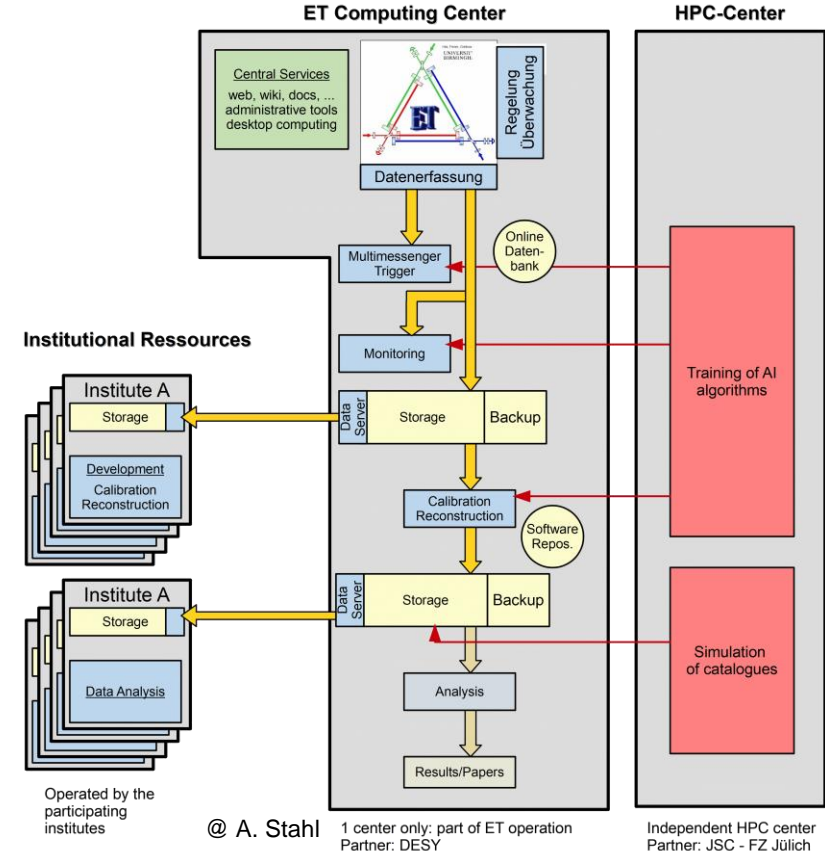 ET Computing Center
HPC-Center
Central Services
web, wiki, docs, ...
administrative tools
desktop computing
ET
Regelung
Überwachung
Datenerfassung
Multimessenger
Trigger
Online
Daten-
bank
Monitoring
Training of AI
algorithms
Institutional Ressources
Institute A
Storage
Development
Calibration
Reconstruction
Data
Server
Storage
Backup
Calibration
Reconstruction
Software
Repos.
Institute A
Storage
Data Analysis
Data
Server
Storage
Backup
Simulation
of catalogues
Analysis
Results/Papers
Operated by the
participating
institutes
@ A. Stahl
1 center only: part of ET operation
Partner: DESY
Independent HPC center
Partner: JSC - FZ Jülich